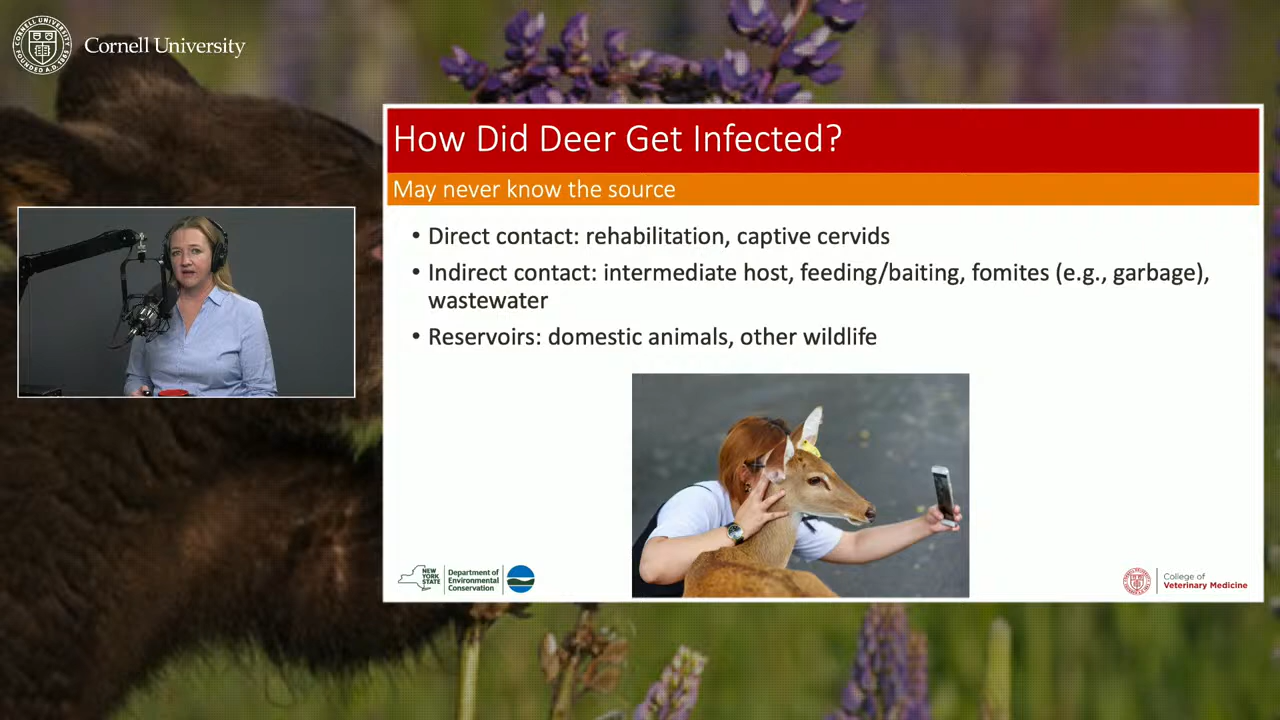 Cornell University
How Did Deer Get Infected?
May never know the source
• Direct contact: rehabilitation, captive cervids
• Indirect contact: intermediate host, feeding/baiting, fomites (e.g., garbage),
wastewater
• Reservoirs: domestic animals, other wildlife
NEW
YORK
STATE
Department of
Environmental
Conservation
College of
Veterinary Medicine